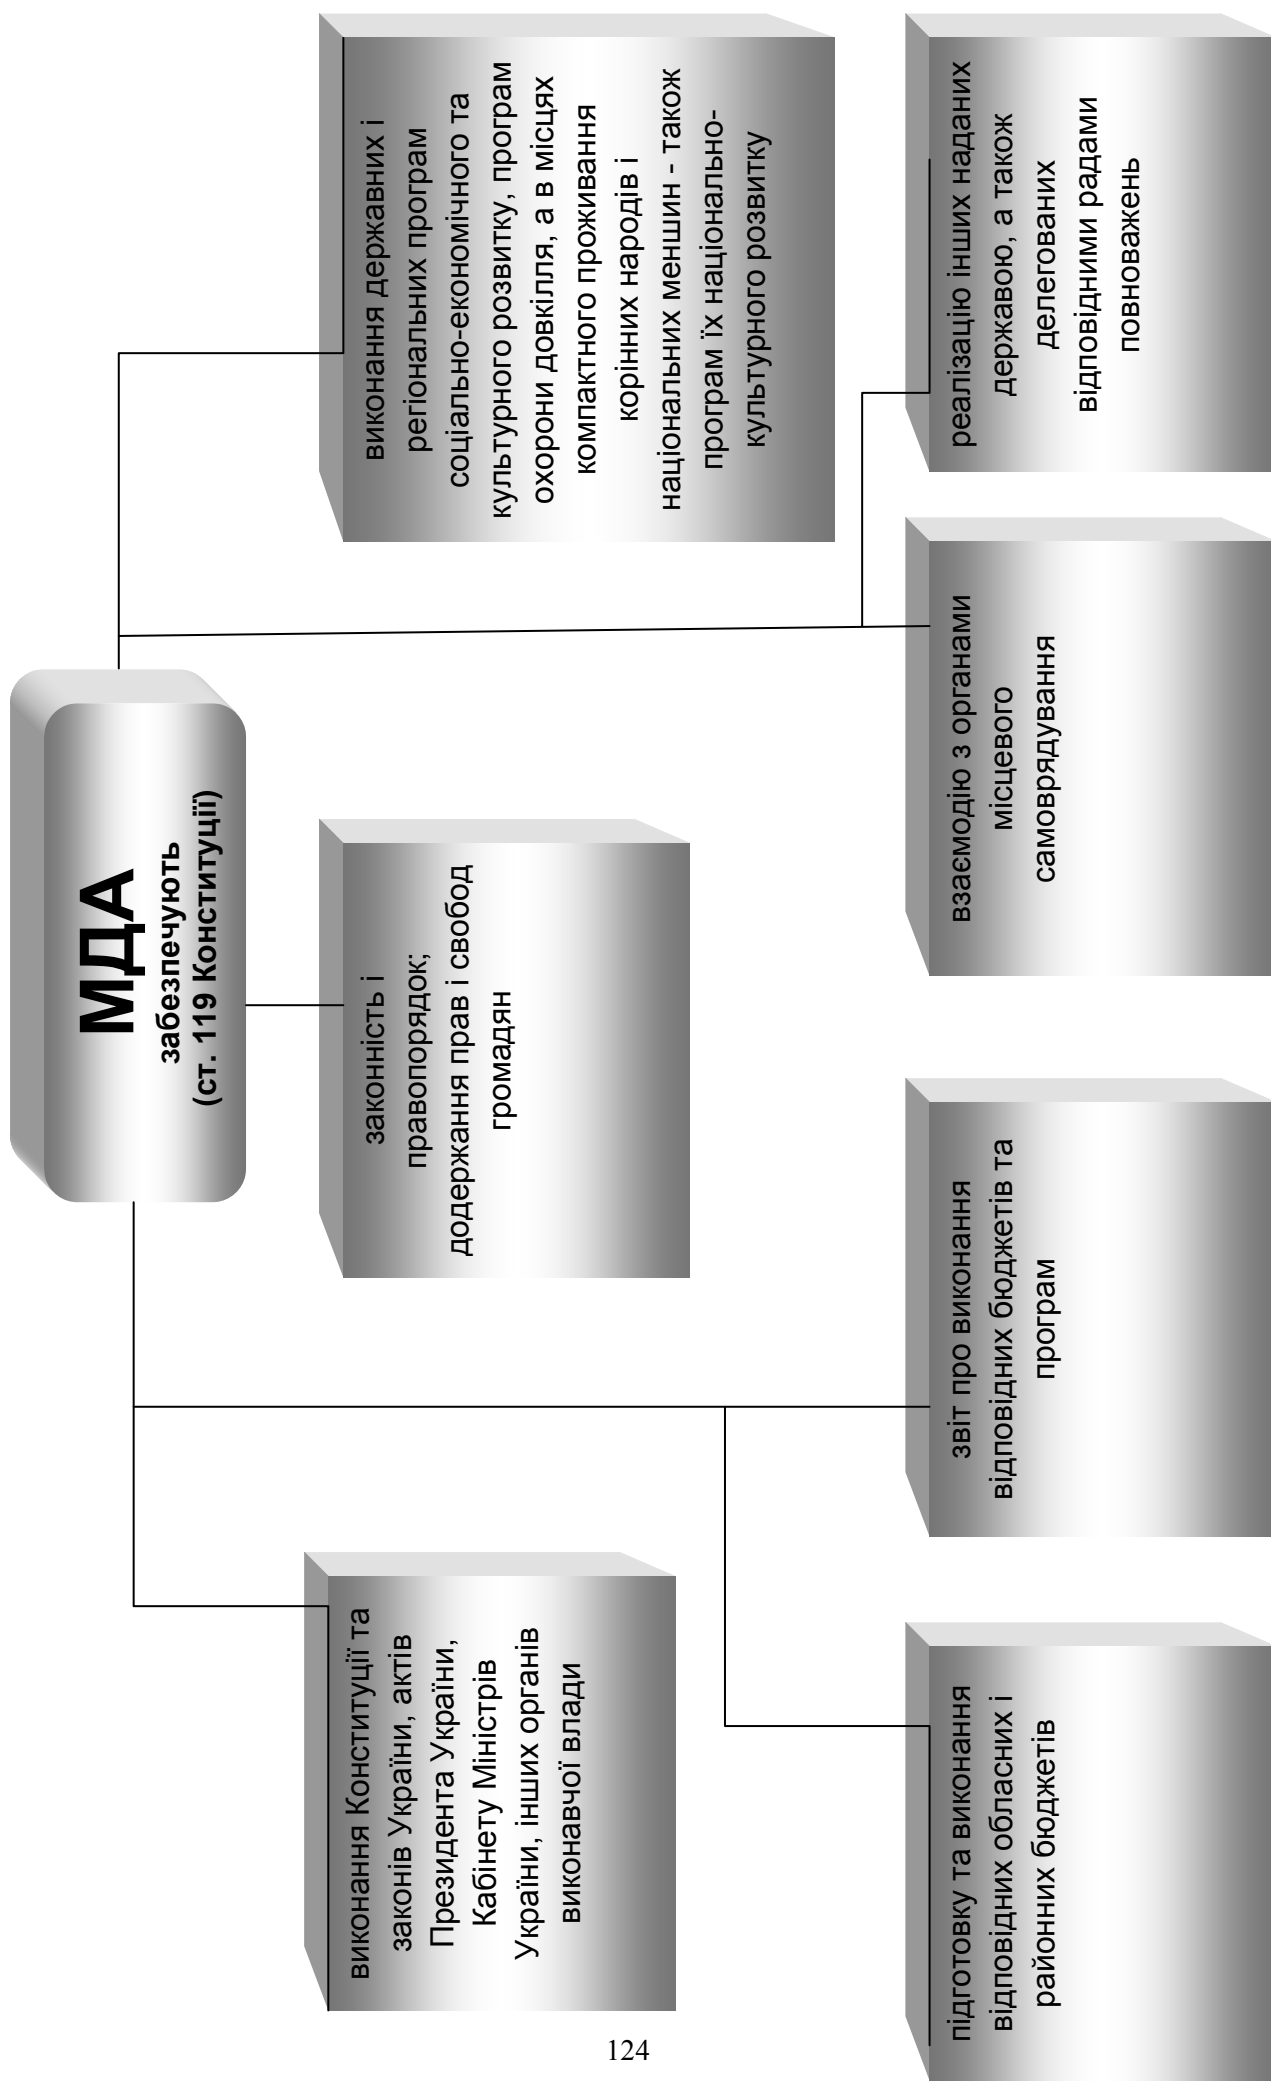 МДА
забезпечують
(ст. 119 Конституції)
виконання Конституції та
законів України, актів
Президента України,
Кабінету Міністрів
України, інших органів
виконавчої влади
законність і
правопорядок;
додержання прав і свобод
громадян
виконання державних і
регіональних програм
соціально-економічного та
культурного розвитку, програм
охорони довкілля, а в місцях
компактного проживання
корінних народів і
національних меншин - також
програм їх національно-
культурного розвитку
підготовку та виконання
відповідних обласних і
районних бюджетів
звіт про виконання
відповідних бюджетів та
програм
взаємодію з органами
місцевого
самоврядування
реалізацію інших наданих
державою, а також
делегованих
відповідними радами
повноважень
124